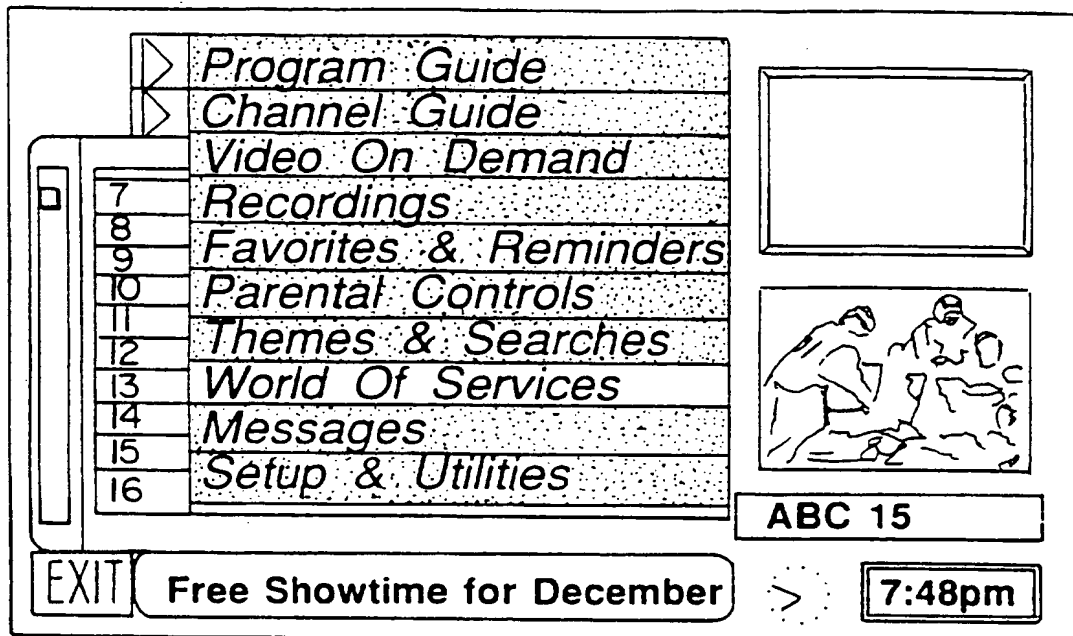 Program Guide
Channel Guide
Video On Demand
7
Recordings
8
Favorites & Reminders
9
10
Parental Controls
11
Themes & Searches
12
13
World Of Services
14
Messages
15
Setup & Utilities
16
ABC 15
EXIT
Free Showtime for December
7:48pm